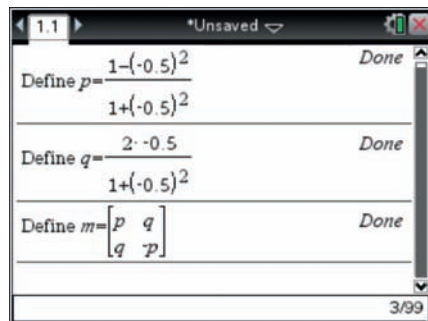 1.1 *Unsaved
Define p=(1-(-0.5)²)/(1+(-0.5)²) Done
Define q=(2·-0.5)/(1+(-0.5)²) Done
Define m=[p q
q -p] Done
3/99